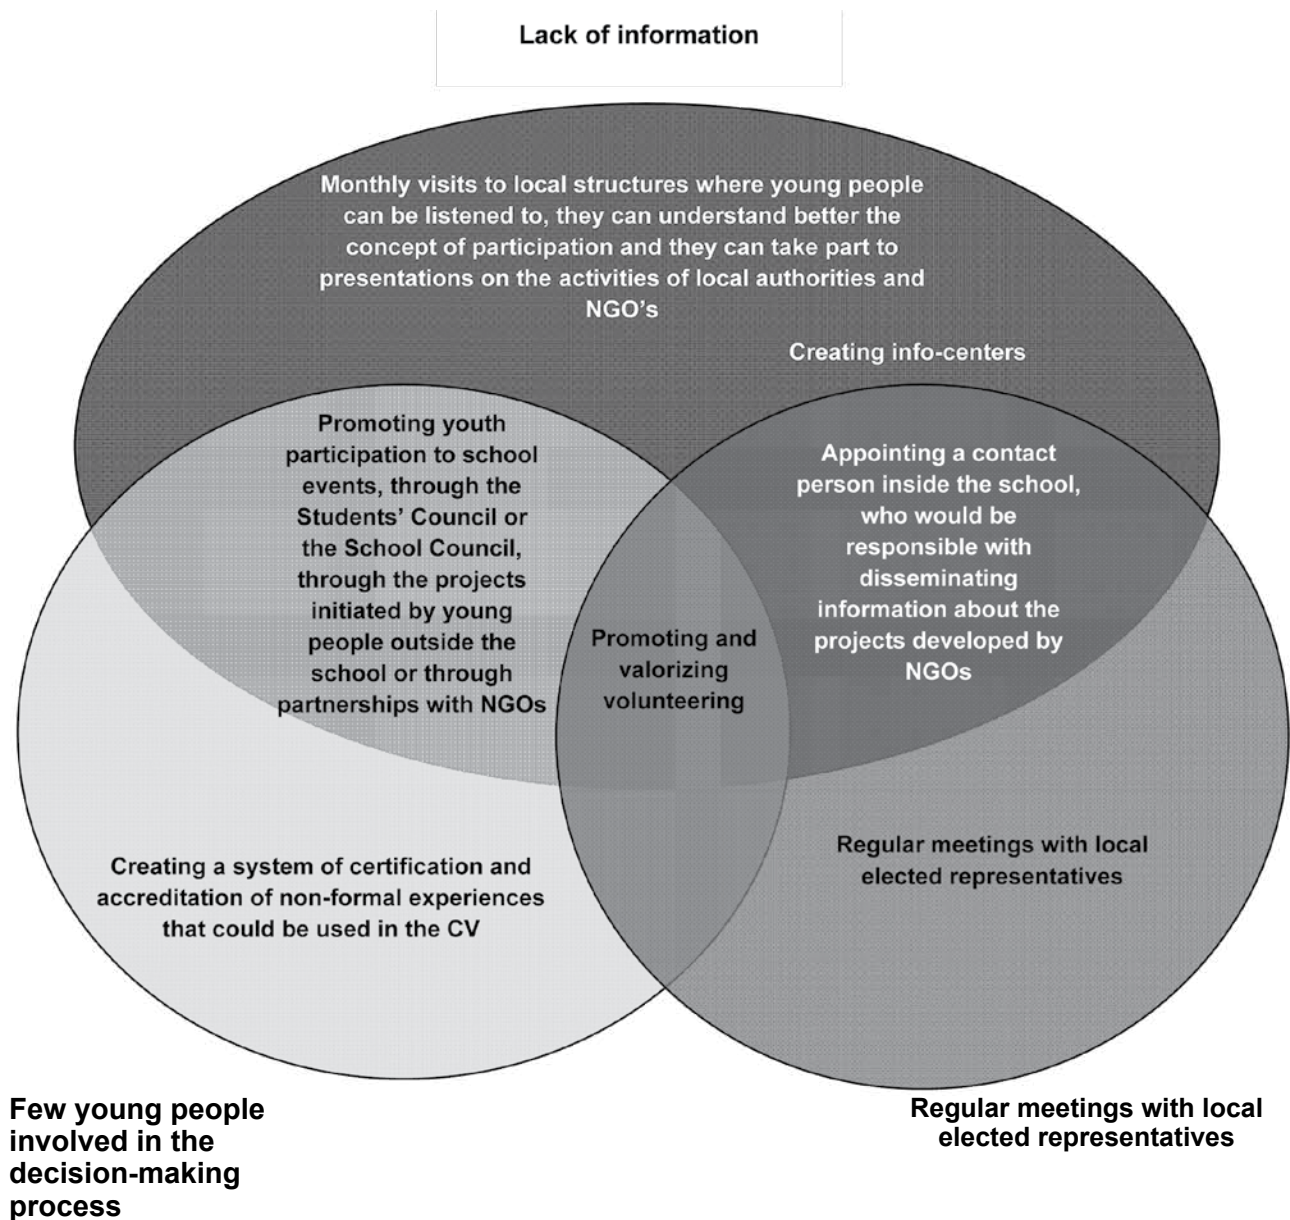 Lack of information
Monthly visits to local structures where young people
can be listened to, they can understand better the
concept of participation and they can take part to
presentations on the activities of local authorities and
NGO’s
Creating info-centers
Promoting youth
participation to school
events, through the
Students’ Council or
the School Council,
through the projects
initiated by young
people outside the
school or through
partnerships with NGOs
Appointing a contact
person inside the school,
who would be
responsible with
disseminating
information about the
projects developed by
NGOs
Promoting and
valorizing
volunteering
Creating a system of certification and
accreditation of non-formal experiences
that could be used in the CV
Regular meetings with local
elected representatives
Few young people
involved in the
decision-making
process
Regular meetings with local
elected representatives